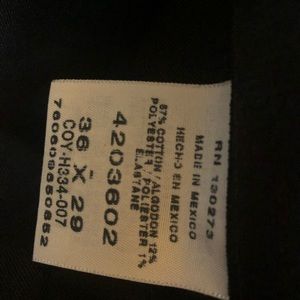 RN 130273
MADE IN MEXICO
HECHO EN MEXICO
87% COTTON / ALGODON 12%
POLYESTER / POLIESTER 1%
ELASTANE
4203602
36 X 29
COY-H334-007
760609650652